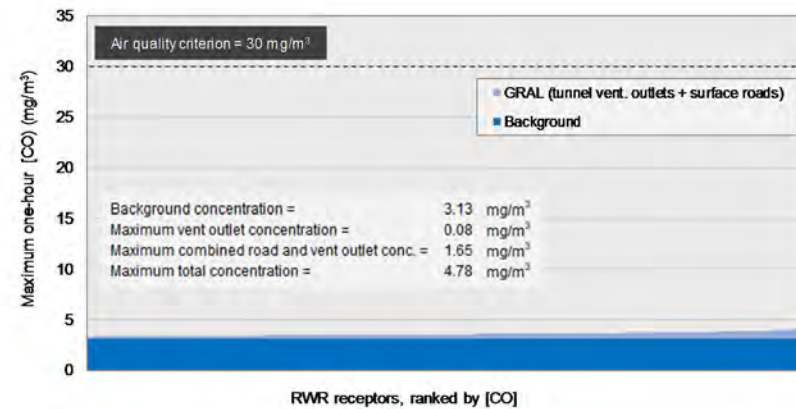 35
Air quality criterion = 30 mg/m³
30
GRAL (tunnel vent. outlets + surface roads)
Background
25
20
Background concentration = 3.13 mg/m³
15
Maximum vent outlet concentration = 0.08 mg/m³
Maximum combined road and vent outlet conc. = 1.65 mg/m³
Maximum total concentration = 4.78 mg/m³
10
5
0
Maximum one-hour [CO] (mg/m³)
RWR receptors, ranked by [CO]